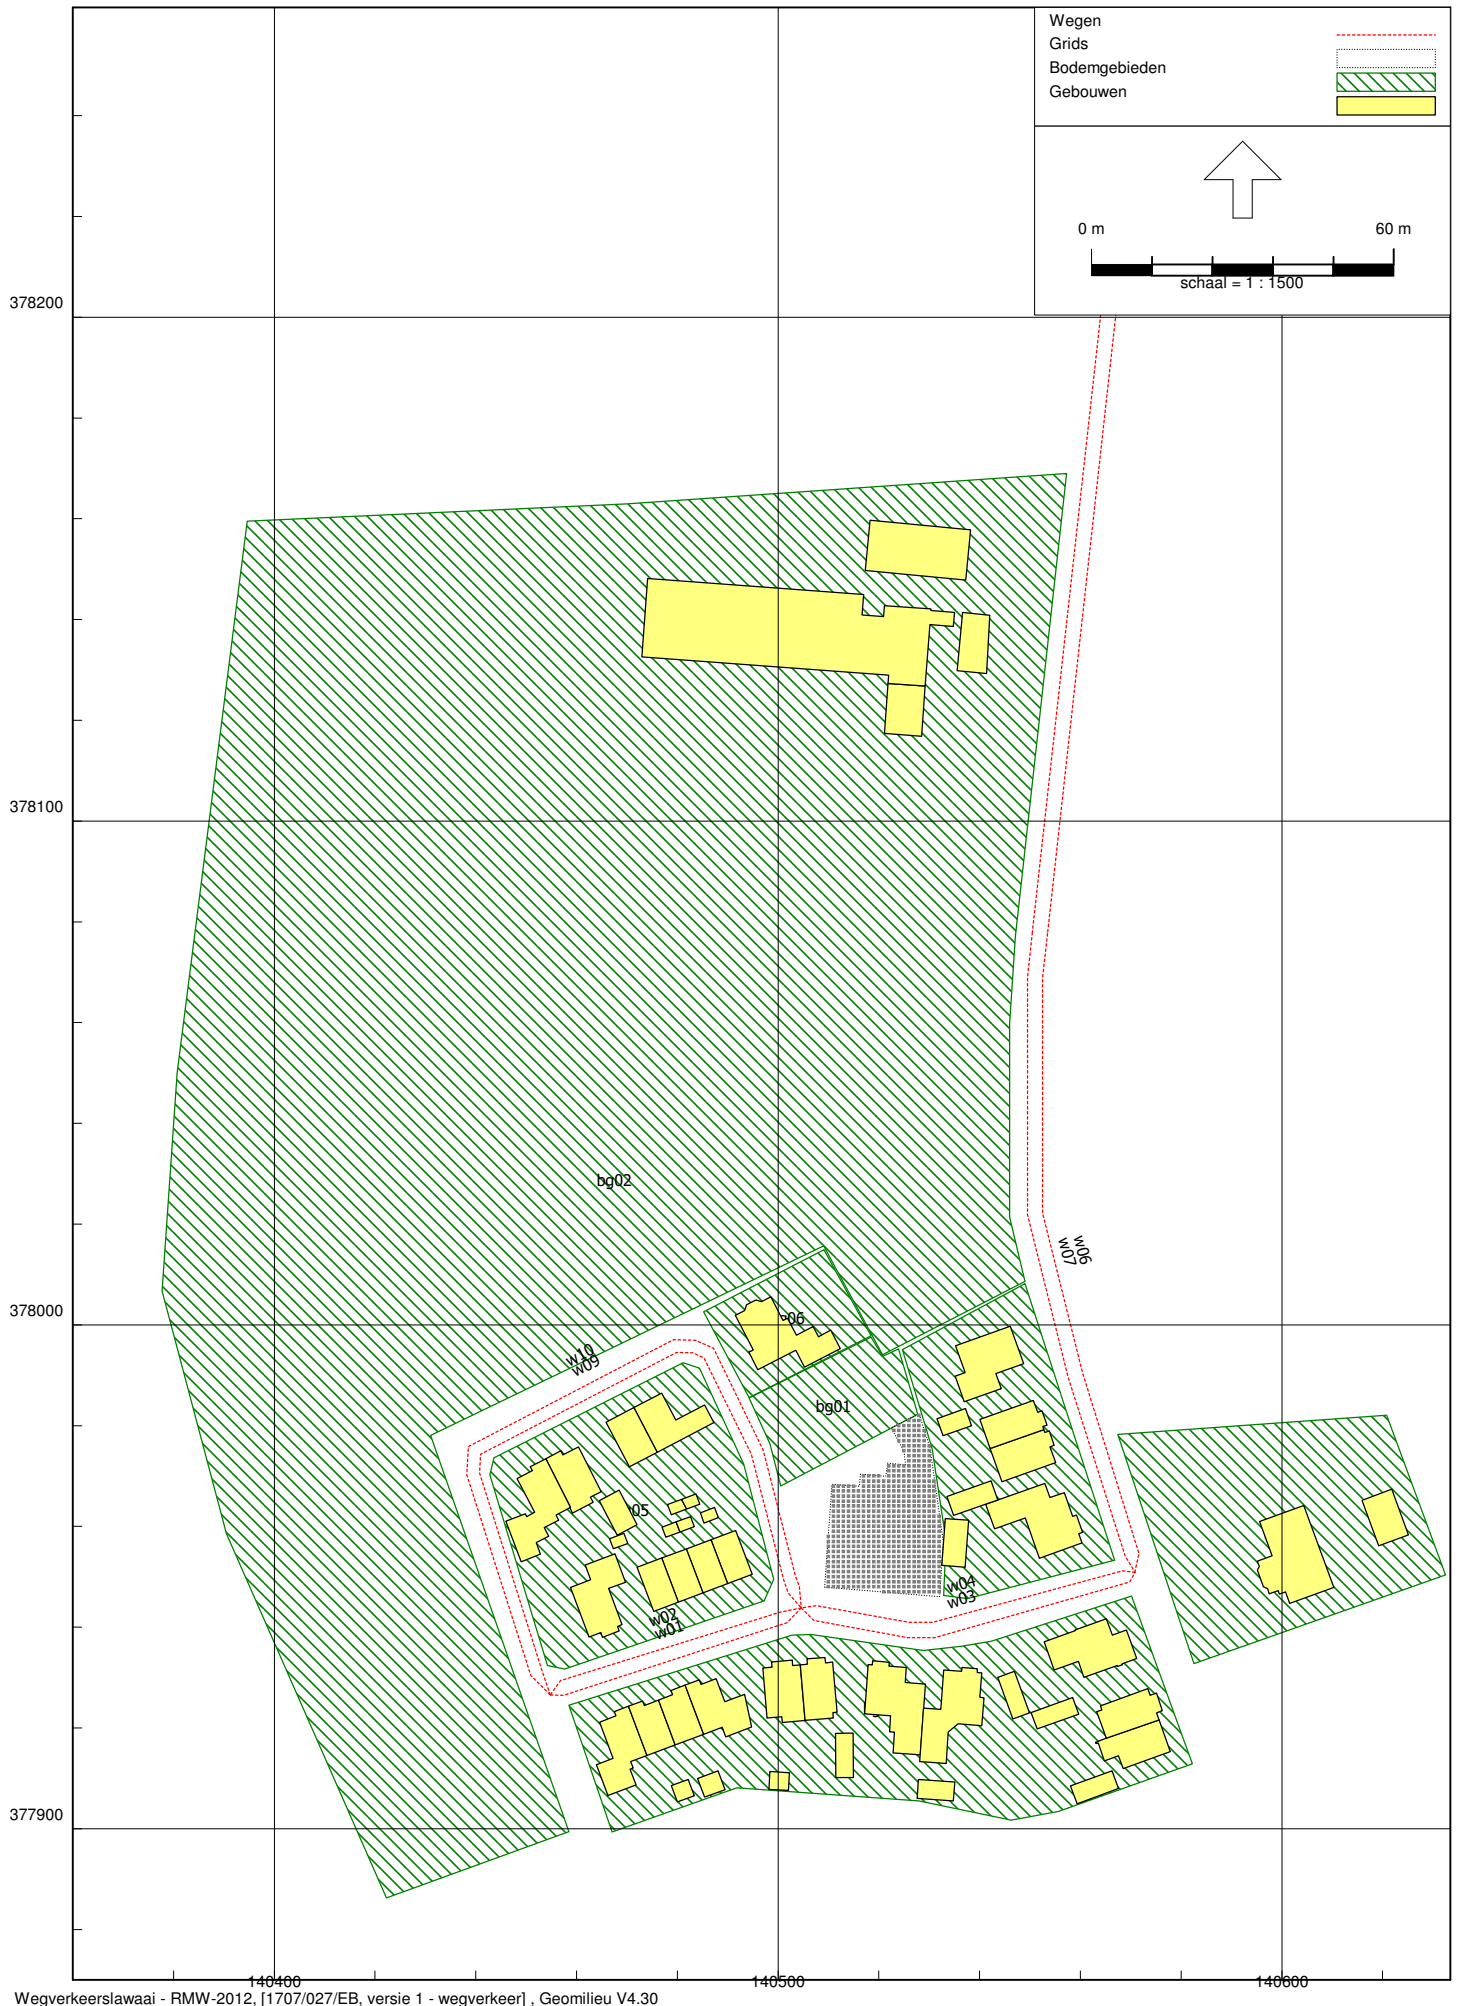 Wegen
Grids
Bodemgebieden
Gebouwen
0 m 60 m
schaal = 1 : 1500
378200
378100
bg02
w06
w07
378000
06
w10
w09
bg01
05
w04
w03
w02
w01
377900
140400 140500 140600
Wegverkeerslawaai - RMW-2012, [1707/027/EB, versie 1 - wegverkeer] , Geomilieu V4.30